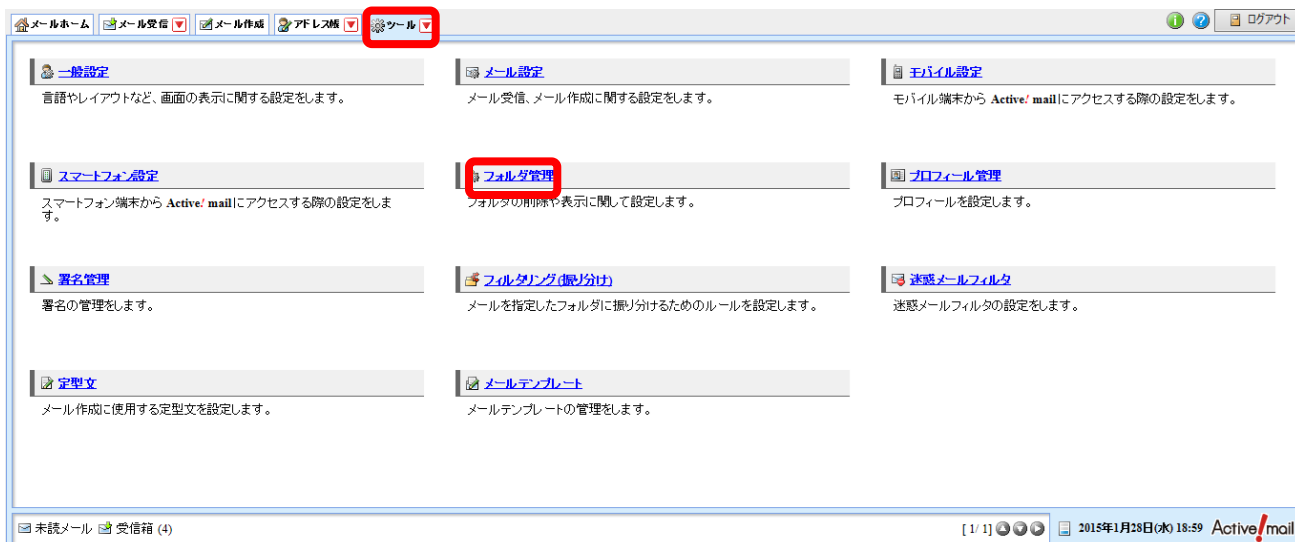 メールホーム メール受信 メール作成 アドレス帳 ツール ログアウト
一般設定 メール設定 モバイル設定
言語やレイアウトなど、画面の表示に関する設定をします。 メール受信、メール作成に関する設定をします。 モバイル端末から Active! mailにアクセスする際の設定をします。
スマートフォン設定 フォルダ管理 プロフィール管理
スマートフォン端末から Active! mailにアクセスする際の設定をしま フォルダの削除や表示に関して設定します。 プロフィールを設定します。
す。
署名管理 フィルタリング(振り分け) 迷惑メールフィルタ
署名の管理をします。 メールを指定したフォルダに振り分けるためのルールを設定します。 迷惑メールフィルタの設定をします。
定型文 メールテンプレート
メール作成に使用する定型文を設定します。 メールテンプレートの管理をします。
未読メール 受信箱 (4) [ 1/ 1] 2015年1月28日(水) 18:59 Active! mail